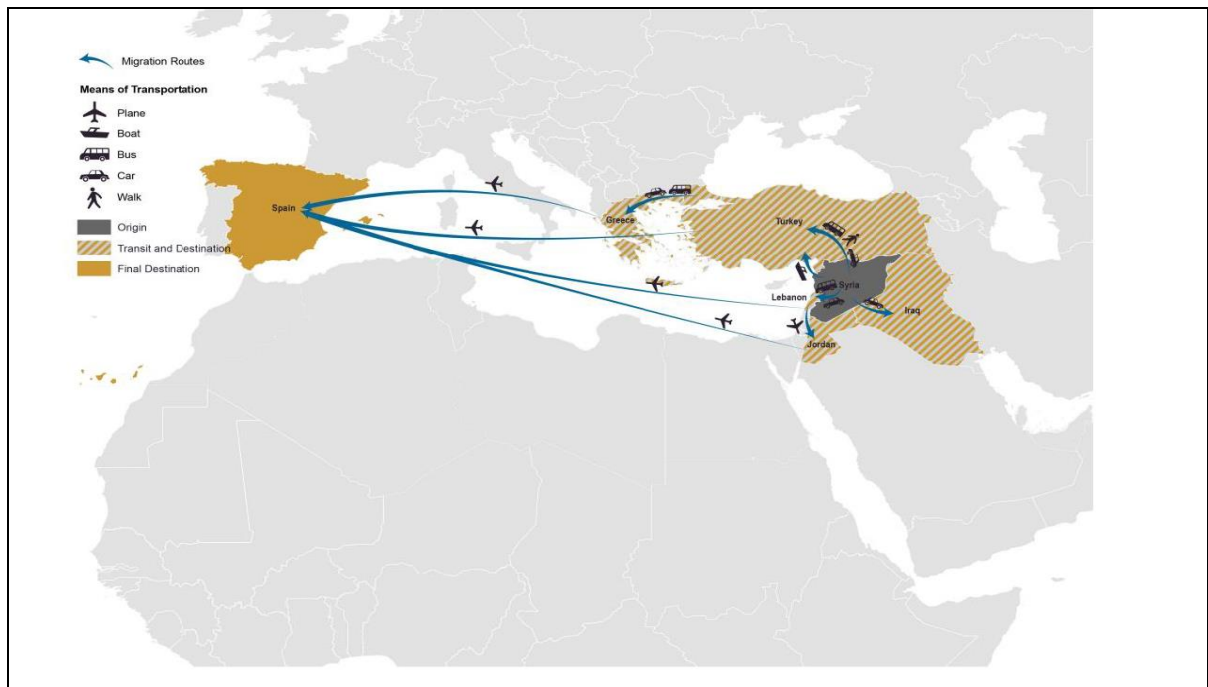 Migration Routes
Means of Transportation
Plane
Boat
Bus
Car
Walk
Origin
Transit and Destination
Final Destination
Spain
Greece
Turkey
Syria
Lebanon
Iraq
Jordan